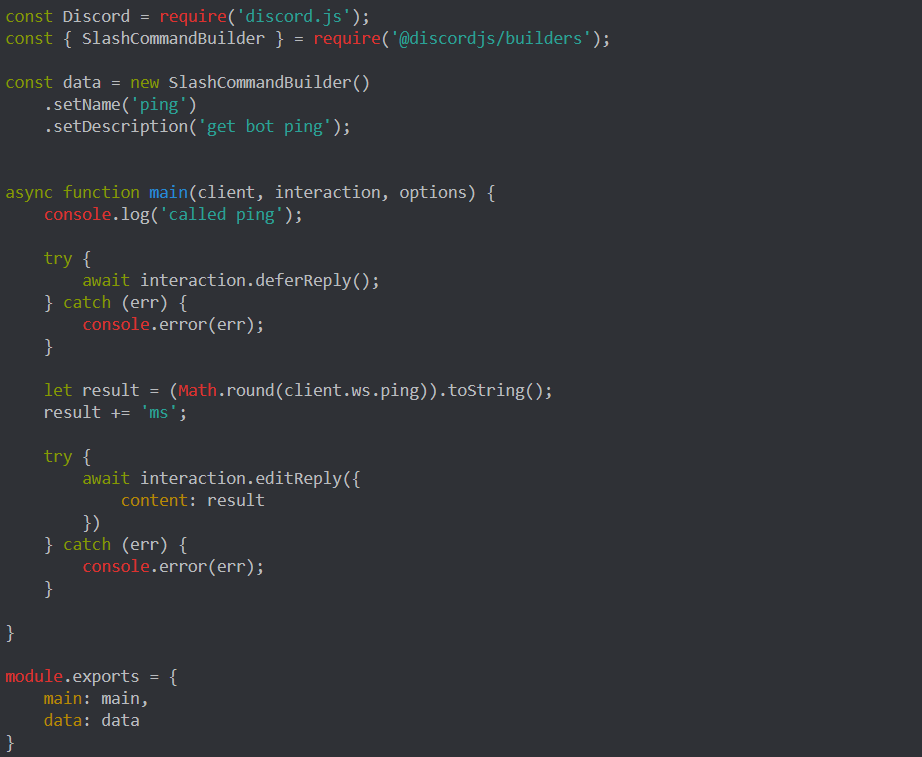 const Discord = require('discord.js');
const { SlashCommandBuilder } = require('@discordjs/builders');

const data = new SlashCommandBuilder()
    .setName('ping')
    .setDescription('get bot ping');


async function main(client, interaction, options) {
    console.log('called ping');

    try {
        await interaction.deferReply();
    } catch (err) {
        console.error(err);
    }

    let result = (Math.round(client.ws.ping)).toString();
    result += 'ms';

    try {
        await interaction.editReply({
            content: result
        })
    } catch (err) {
        console.error(err);
    }

}

module.exports = {
    main: main,
    data: data
}